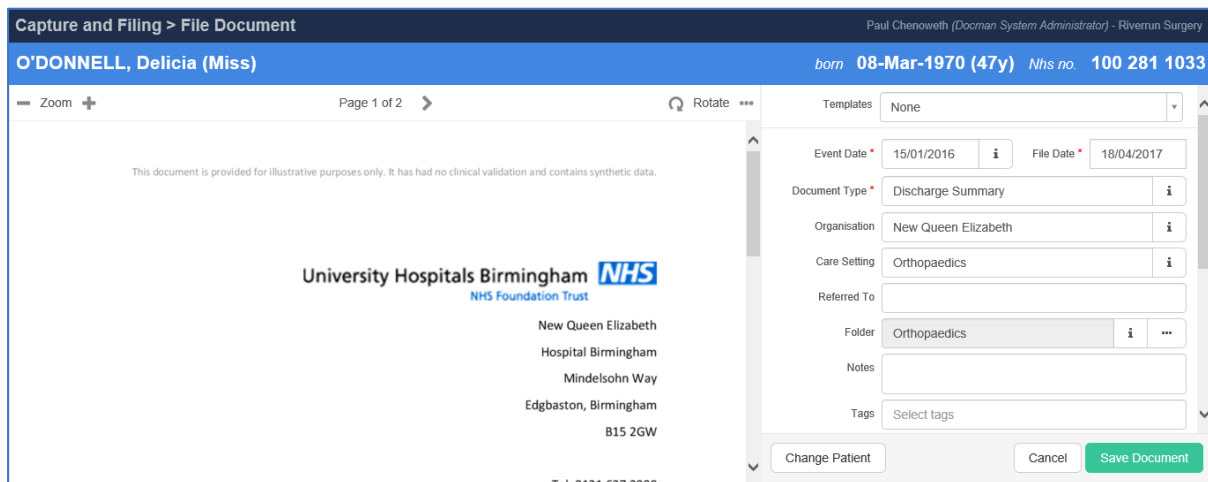 Capture and Filing > File Document
Paul Chenoweth (Docman System Administrator) - Riverrun Surgery
O'DONNELL, Delicia (Miss)
born 08-Mar-1970 (47y) Nhs no. 100 281 1033
Zoom
Page 1 of 2
Rotate
This document is provided for illustrative purposes only. It has had no clinical validation and contains synthetic data.
University Hospitals Birmingham NHS
NHS Foundation Trust
New Queen Elizabeth
Hospital Birmingham
Mindelsohn Way
Edgbaston, Birmingham
B15 2GW
Templates None
Event Date * 15/01/2016 i File Date * 18/04/2017
Document Type * Discharge Summary i
Organisation New Queen Elizabeth i
Care Setting Orthopaedics i
Referred To
Folder Orthopaedics i
Notes
Tags Select tags
Change Patient Cancel Save Document